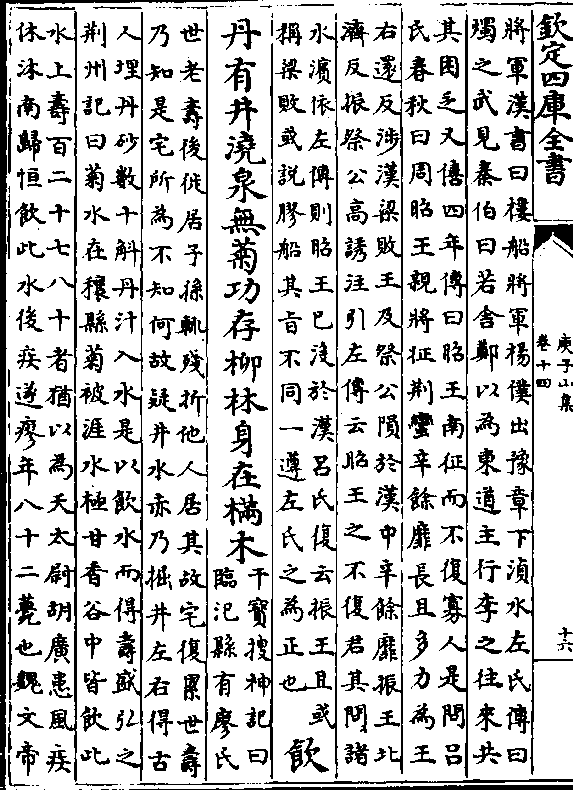 欽定四庫全書
庚子山集
卷十四
十六
將軍漢書曰樓船將軍楊僕出豫章下湞水左氏傳曰
燭之武見秦伯曰若舍鄭以為東道主行李之往來共
其困乏又僖四年傳曰昭王南征而不復寡人是問呂
氏春秋曰周昭王親將征荆蠻辛餘靡長且多力為王
右還反涉漢梁敗王及祭公隕於漢中辛餘靡振王北
濟反振祭公高誘注引左傳云昭王之不復君其問諸
水濱依左傳則昭王已沒於漢呂氏復云振王且或
稱梁敗或説膠船其旨不同一遵左氏之為正也
飲
丹有井澆泉無菊功存柳林身在樠木
干寶搜神記曰
臨汜縣有廖氏
世老壽後徙居子孫輒殘折他人居其故宅復累世壽
乃知是宅所為不知何故疑井水赤乃掘井左右得古
人埋丹砂數十斛丹汁入水是以飲水而得壽盛弘之
荆州記曰菊水在穰縣菊被涯水極甘香谷中皆飲此
水上壽百二十七八十者猶以為夭太尉胡廣患風疾
休沐南歸恒飲此水後疾遂瘳年八十二薨也魏文帝